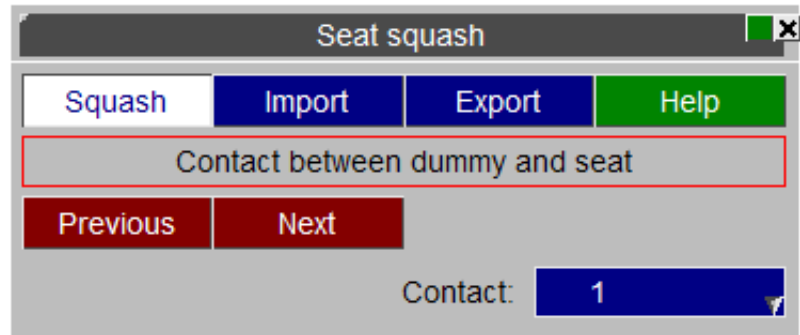 Seat squash
Squash Import Export Help
Contact between dummy and seat
Previous Next
Contact: 1